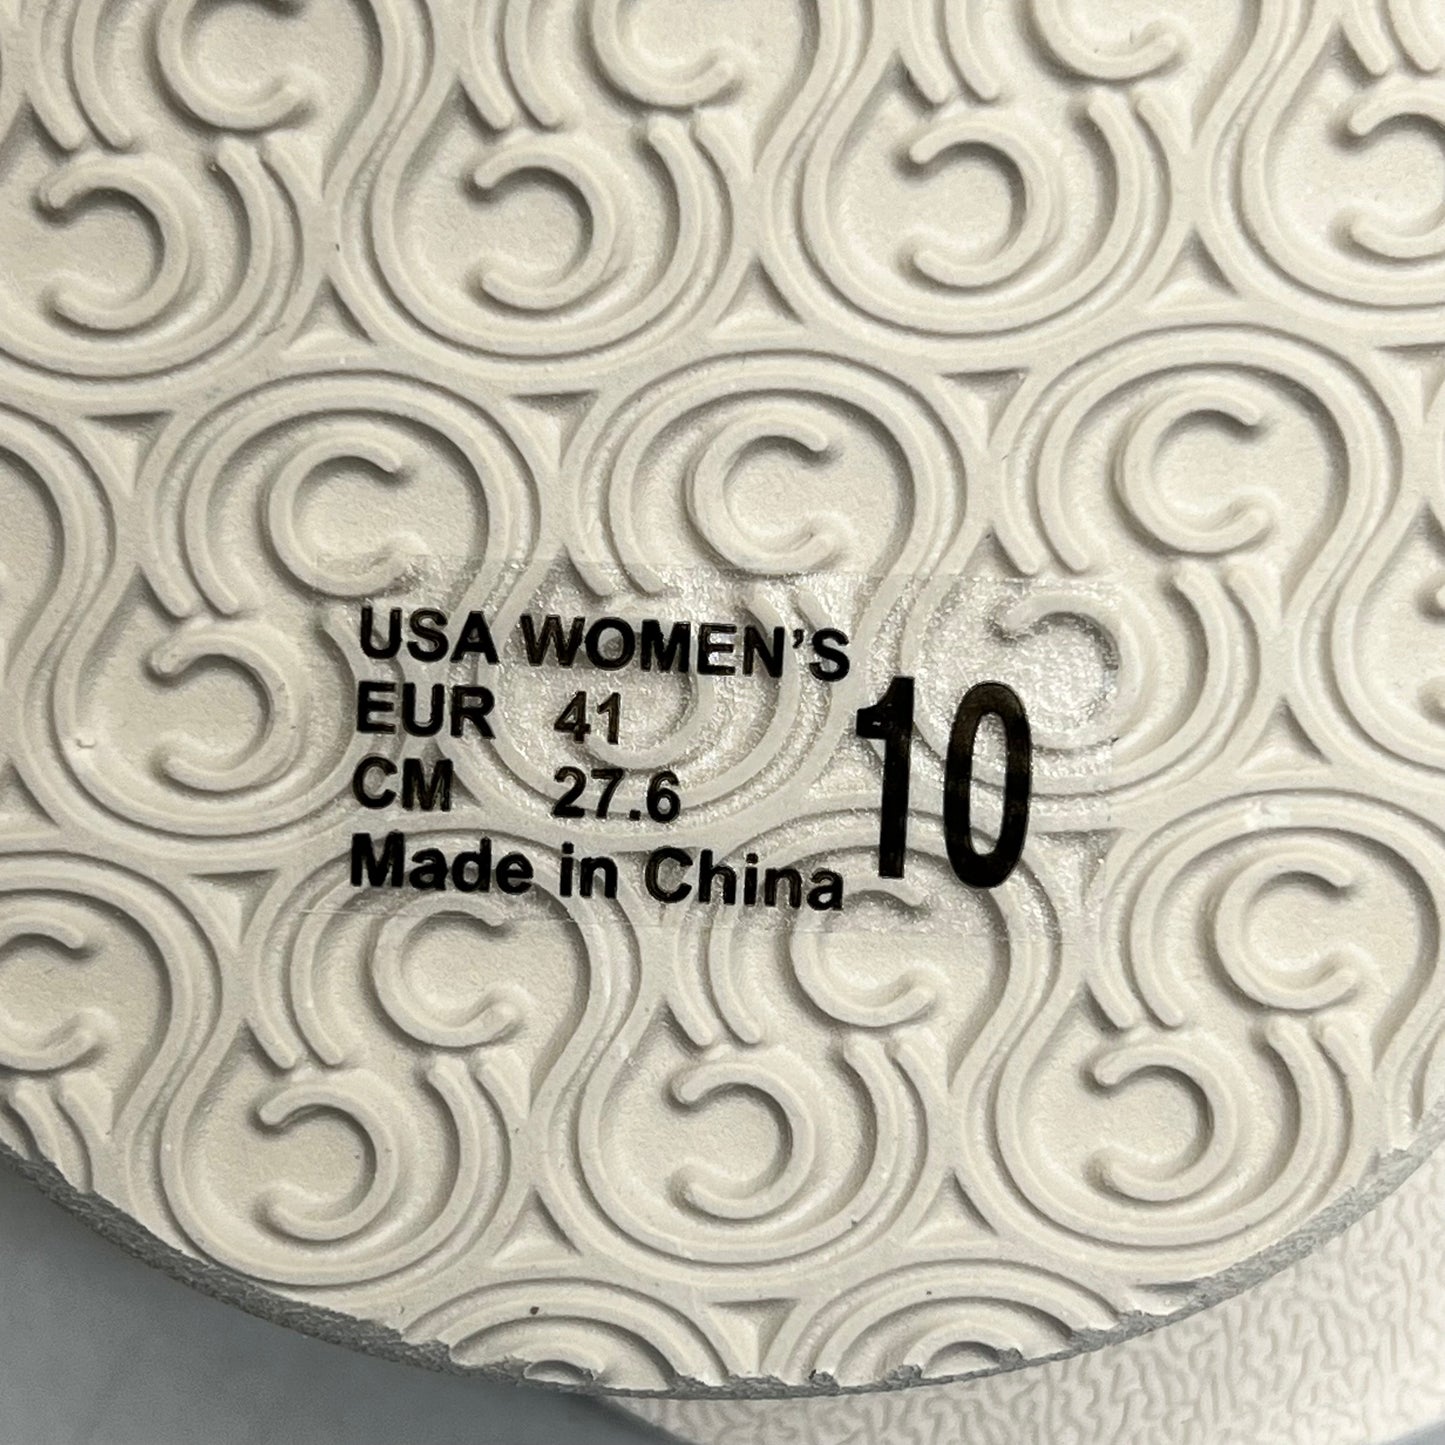 USA WOMEN'S
EUR 41
CM 27.6
Made in China
10